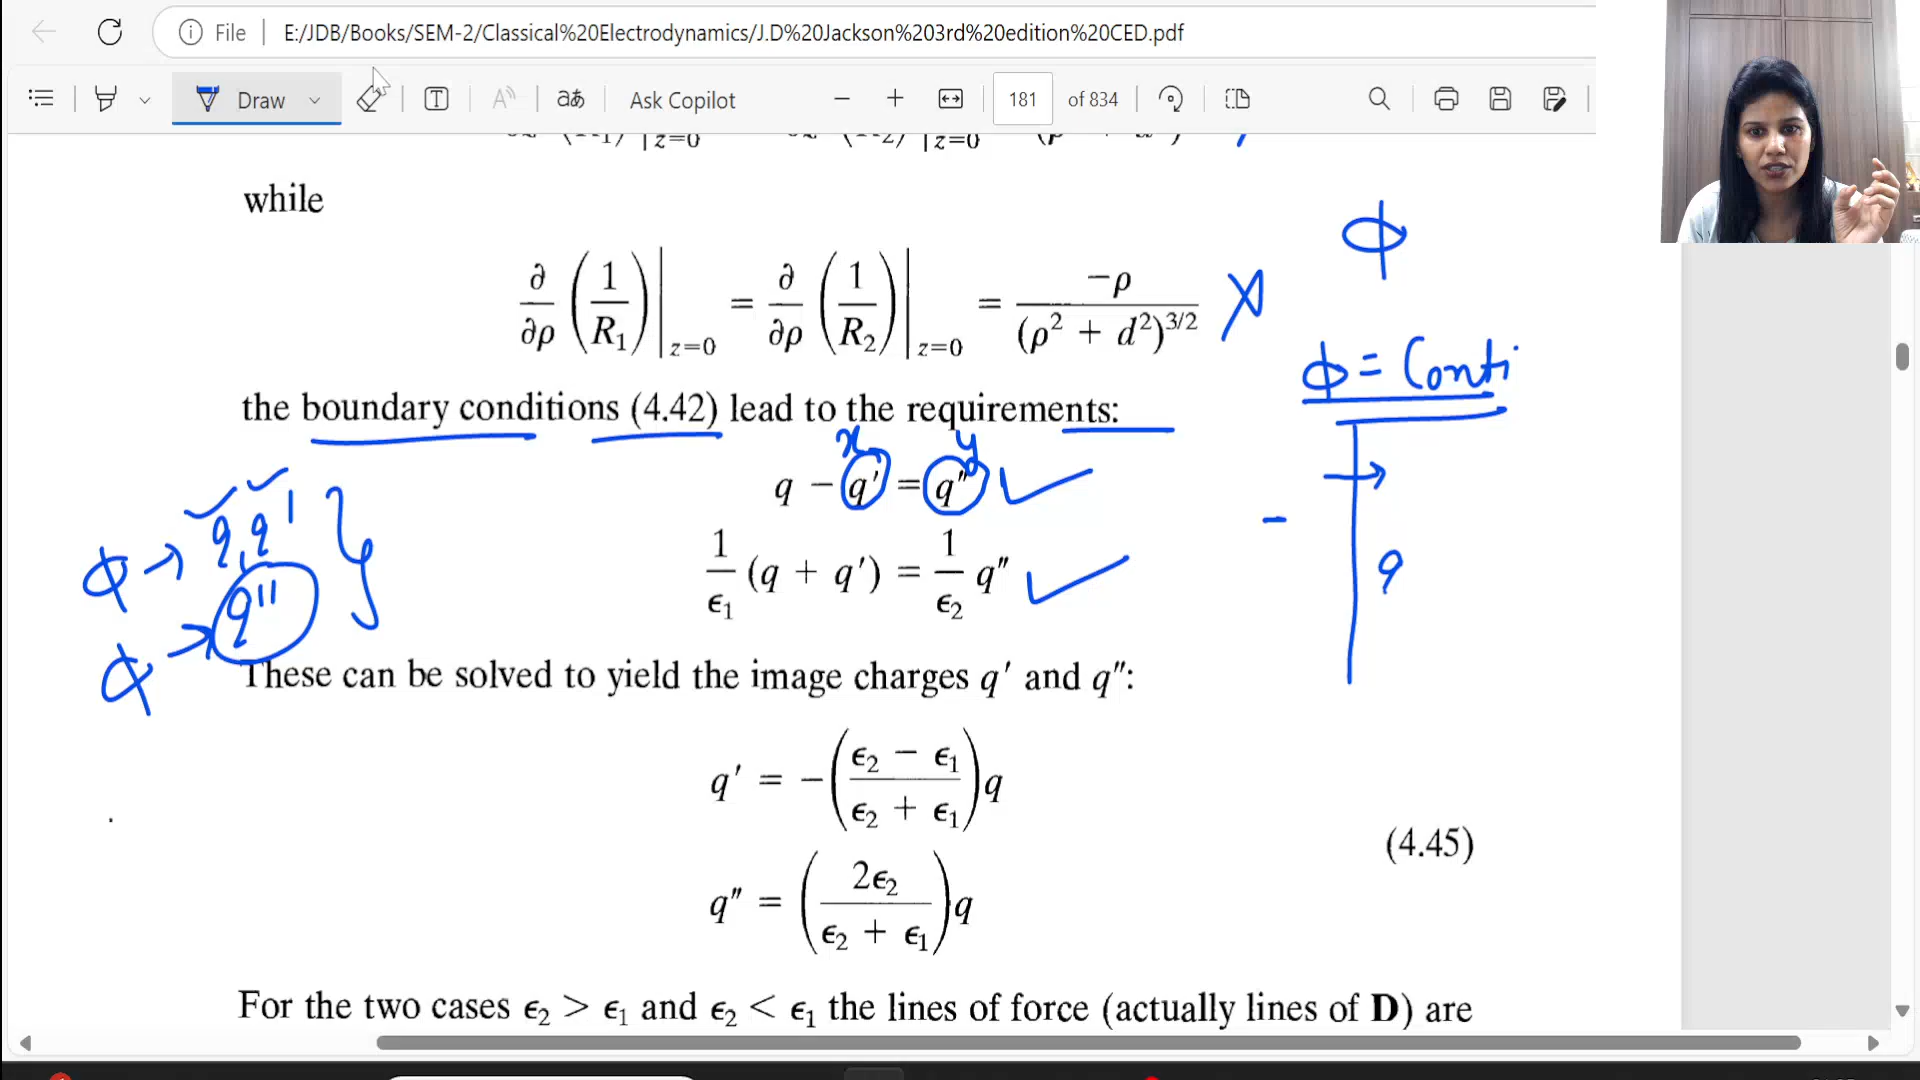 File E:/JDB/Books/SEM-2/Classical%20Electrodynamics/J.D%20Jackson%203rd%20edition%20CED.pdf
Draw T A aあ Ask Copilot 181 of 834
z=0 z=0
while
∂/∂ρ (1/R₁)|z=0 = ∂/∂ρ (1/R₂)|z=0 = −ρ/(ρ² + d²)^3/2
ϕ
ϕ = Conti
the boundary conditions (4.42) lead to the requirements:
x y
q − q′ = q″
ϕ → q, q′
1/ϵ₁ (q + q′) = 1/ϵ₂ q″
ϕ → q″
q
These can be solved to yield the image charges q′ and q″:
q′ = −(ϵ₂ − ϵ₁/ϵ₂ + ϵ₁)q
(4.45)
q″ = (2ϵ₂/ϵ₂ + ϵ₁)q
For the two cases ϵ₂ > ϵ₁ and ϵ₂ < ϵ₁ the lines of force (actually lines of D) are